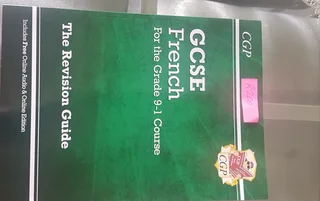 CGP
GCSE
French
For the Grade 9-1 Course
The Revision Guide
Includes Free Online Audio & Online Edition
CGP